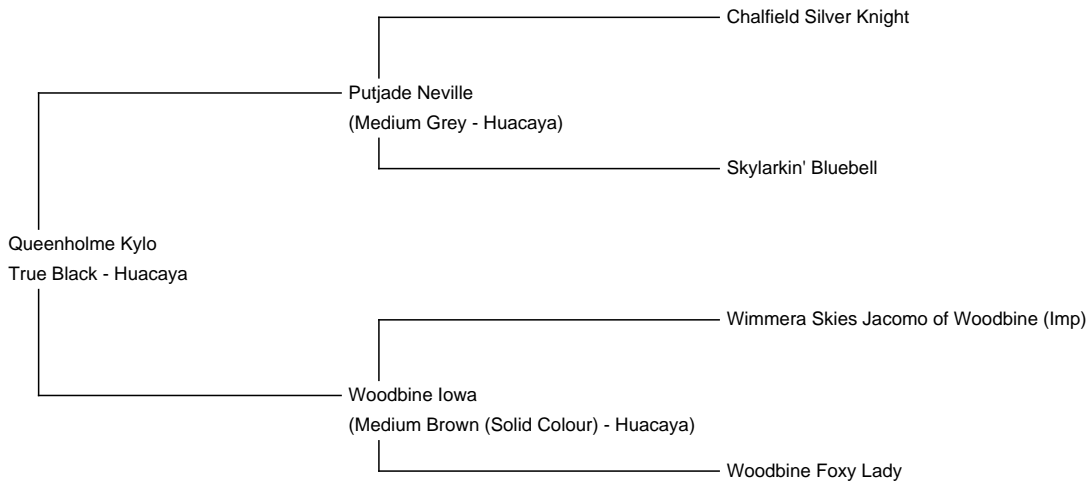 Chalfield Silver Knight
Putjade Neville
(Medium Grey - Huacaya)
Skylarkin' Bluebell
Queenholme Kylo
True Black - Huacaya
Wimmera Skies Jacomo of Woodbine (Imp)
Woodbine Iowa
(Medium Brown (Solid Colour) - Huacaya)
Woodbine Foxy Lady